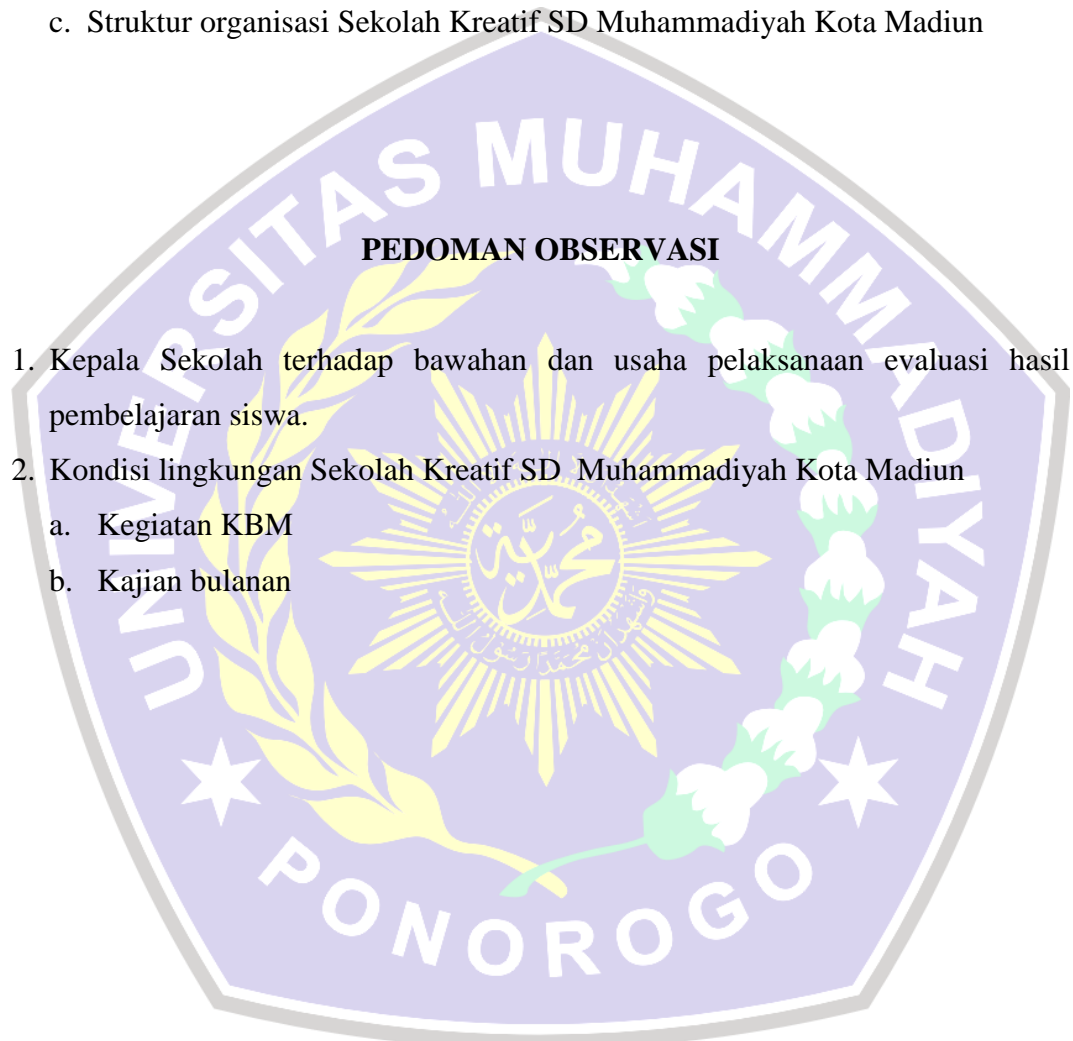 c. Struktur organisasi Sekolah Kreatif SD Muhammadiyah Kota Madiun
PEDOMAN OBSERVASI
1. Kepala Sekolah terhadap bawahan dan usaha pelaksanaan evaluasi hasil
pembelajaran siswa.
2. Kondisi lingkungan Sekolah Kreatif SD Muhammadiyah Kota Madiun
a. Kegiatan KBM
b. Kajian bulanan
UNIVERSITAS MUHAMMADIYAH
محمدية
PONOROGO